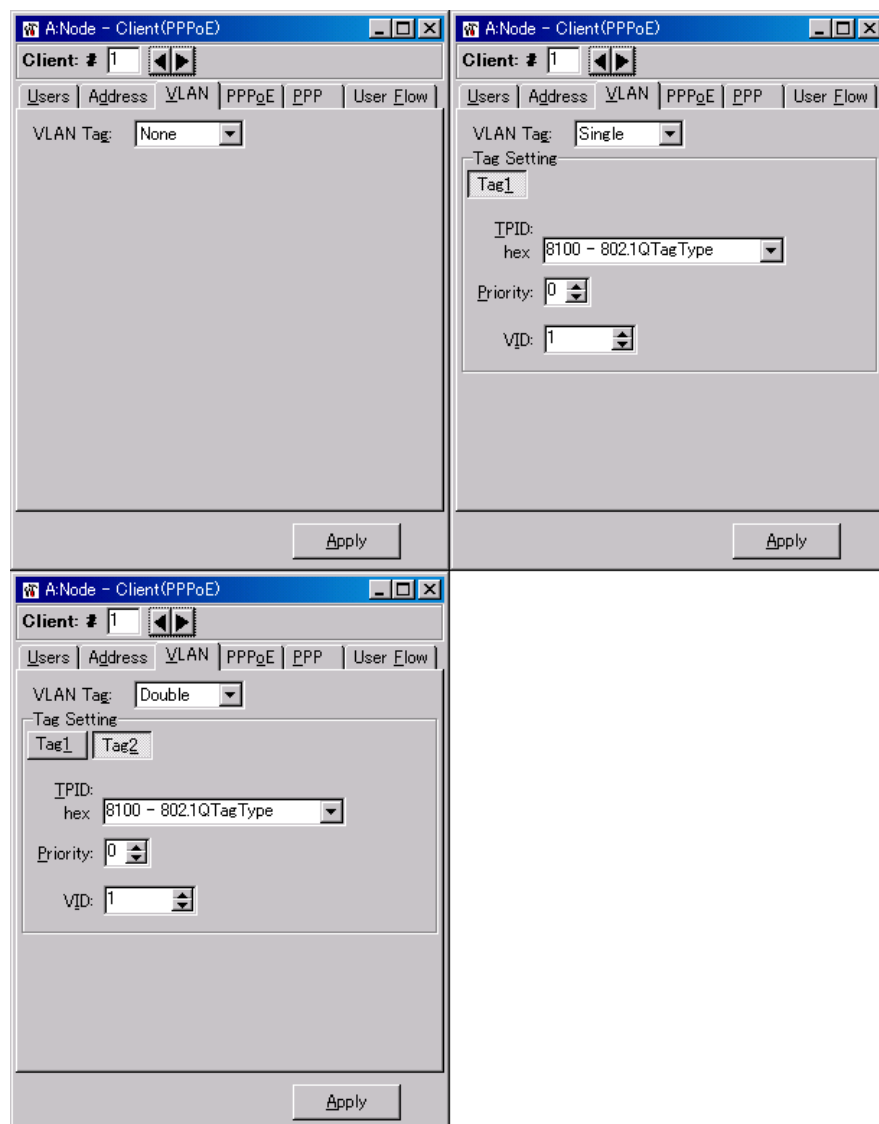 A:Node - Client(PPPoE)
Client: # 1
Users Address VLAN PPPoE PPP User Flow
VLAN Tag: None
Apply
A:Node - Client(PPPoE)
Client: # 1
Users Address VLAN PPPoE PPP User Flow
VLAN Tag: Single
Tag Setting
Tag1
TPID:
hex 8100 - 802.1QTagType
Priority: 0
VID: 1
Apply
A:Node - Client(PPPoE)
Client: # 1
Users Address VLAN PPPoE PPP User Flow
VLAN Tag: Double
Tag Setting
Tag1 Tag2
TPID:
hex 8100 - 802.1QTagType
Priority: 0
VID: 1
Apply